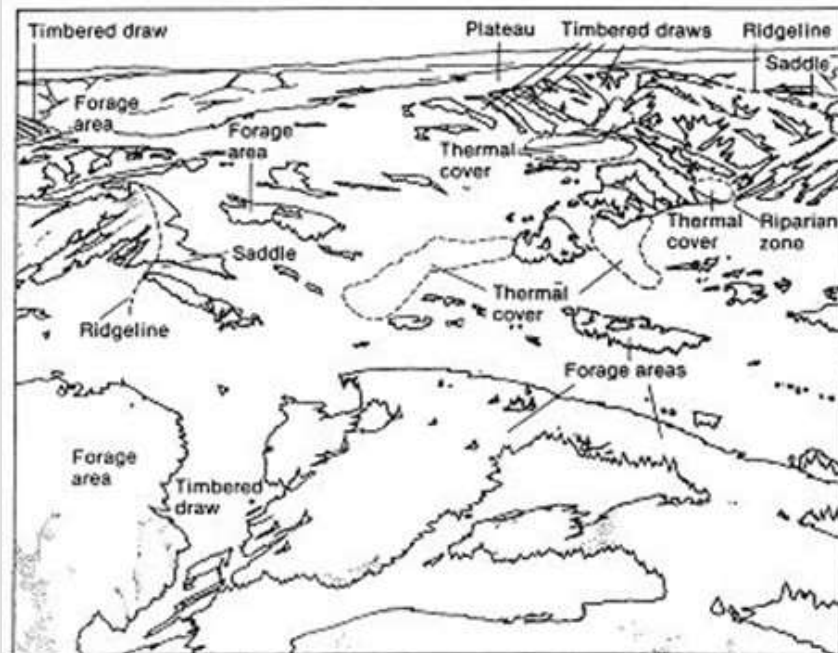 Timbered draw
Plateau
Timbered draws
Ridgeline
Saddle
Forage
area
Forage
area
Thermal
cover
Thermal
cover
Riparian
zone
Saddle
Thermal
cover
Ridgeline
Forage areas
Forage
area
Timbered
draw